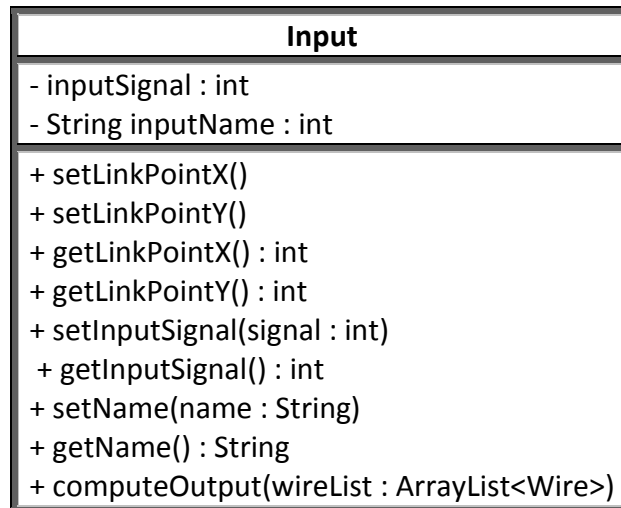 Input
- inputSignal : int
- String inputName : int
+ setLinkPointX()
+ setLinkPointY()
+ getLinkPointX() : int
+ getLinkPointY() : int
+ setInputSignal(signal : int)
+ getInputSignal() : int
+ setName(name : String)
+ getName() : String
+ computeOutput(wireList : ArrayList<Wire>)